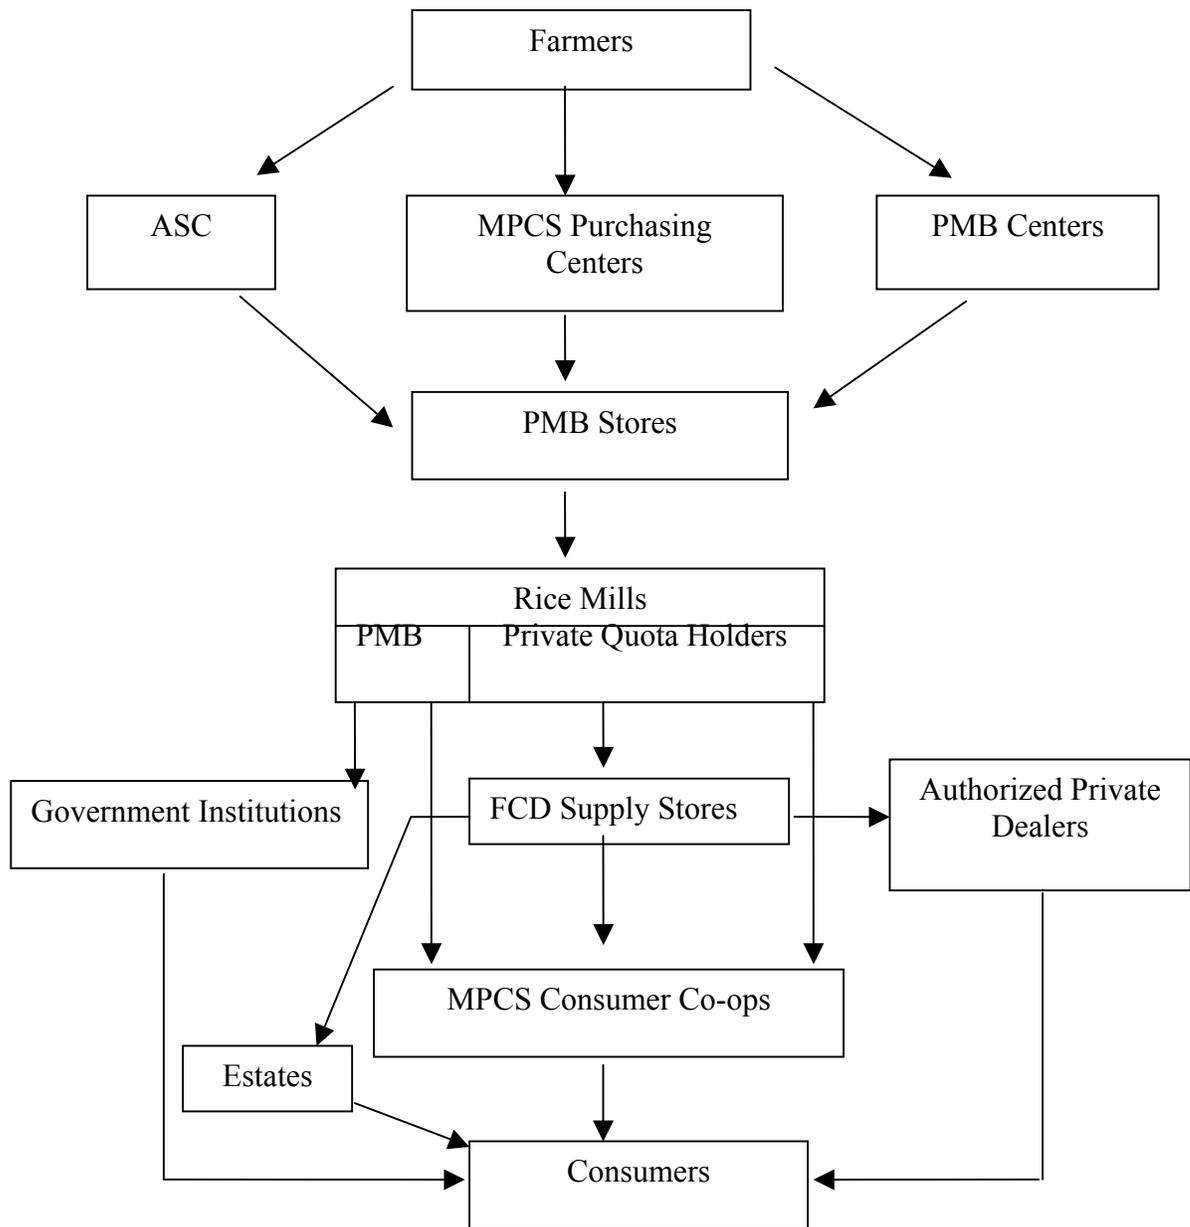 Farmers
ASC
MPCS Purchasing
Centers
PMB Centers
PMB Stores
Rice Mills
PMB
Private Quota Holders
Government Institutions
FCD Supply Stores
Authorized Private
Dealers
MPCS Consumer Co-ops
Estates
Consumers